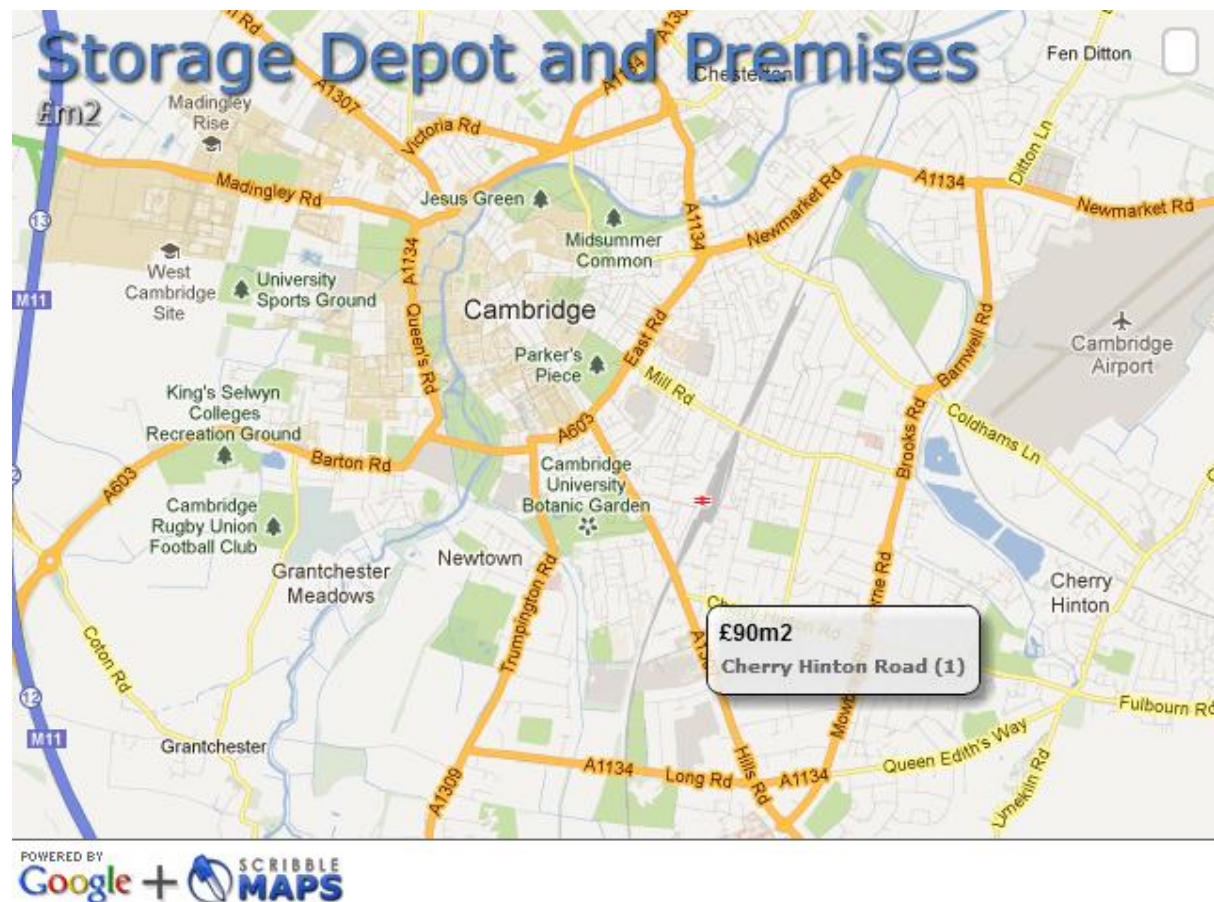 Storage Depot and Premises
£m2
Fen Ditton
Chesterton
A1134
A1307
Madingley
Rise
Victoria Rd
Ditton Ln
Madingley Rd
A1134
Newmarket Rd
Jesus Green
A1134
Newmarket Rd
13
Midsummer
Common
West
Cambridge
Site
University
Sports Ground
A1134
M11
Queen's Rd
Cambridge
East Rd
Barnwell Rd
Cambridge
Airport
Parker's
Piece
Mill Rd
King's Selwyn
Colleges
Recreation Ground
Coldhams Ln
A603
Brooks Rd
Barton Rd
A603
Cambridge
University
Botanic Garden
Cambridge
Rugby Union
Football Club
Newtown
Grantchester
Meadows
Cherry
Hinton
Trumpington Rd
£90m2
Cherry Hinton Road (1)
Coton Rd
12
Fulbourn Rd
M11
Grantchester
Queen Edith's Way
A1134
Long Rd
A1134
Hills Rd
A1309
Limekiln Rd
POWERED BY
Google + SCRIBBLE
MAPS